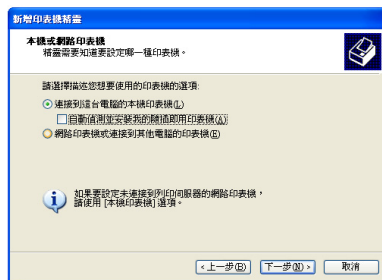 新增印表機精靈
本機或網路印表機
精靈需要知道要設定哪一種印表機。
請選擇描述您想要使用的印表機的選項:
連接到這台電腦的本機印表機(L)
自動偵測並安裝我的隨插即用印表機(A)
網路印表機或連接到其他電腦的印表機(E)
如果要設定未連接到列印伺服器的網路印表機，
請使用 [本機印表機] 選項。
< 上一步(B) 下一步(N) > 取消